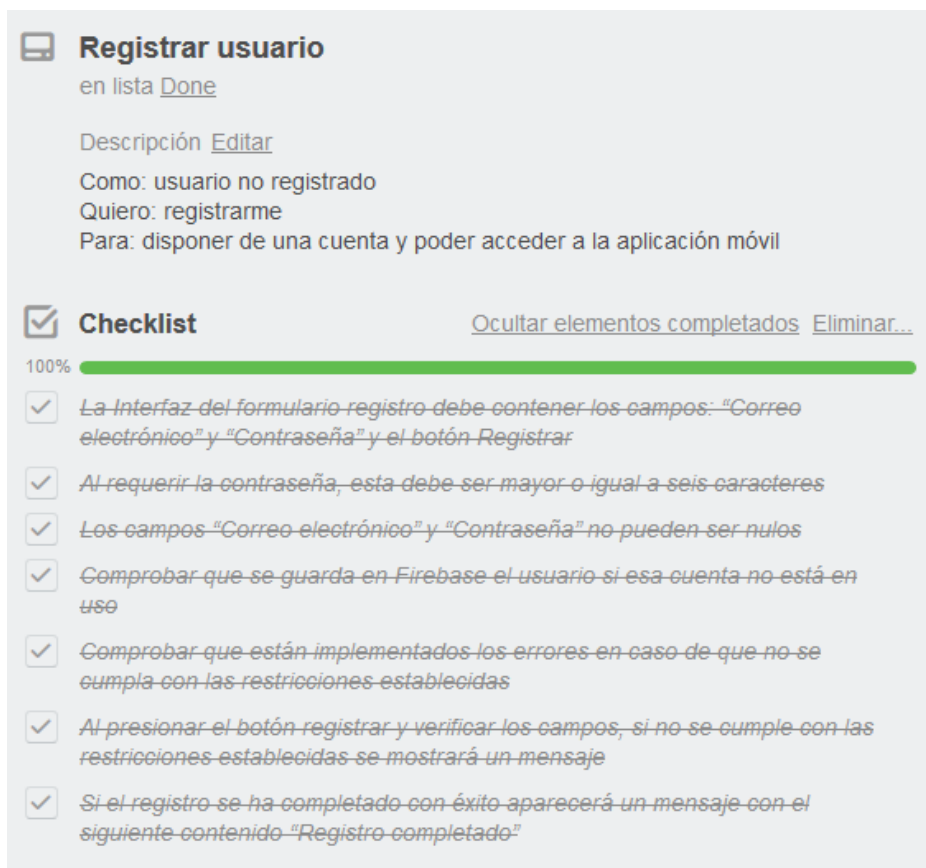 Registrar usuario
en lista Done
Descripción Editar
Como: usuario no registrado
Quiero: registrarme
Para: disponer de una cuenta y poder acceder a la aplicación móvil
Checklist Ocultar elementos completados Eliminar...
100%
La Interfaz del formulario registro debe contener los campos: “Correo
electrónico” y “Contraseña” y el botón Registrar
Al requerir la contraseña, esta debe ser mayor o igual a seis caracteres
Los campos “Correo electrónico” y “Contraseña” no pueden ser nulos
Comprobar que se guarda en Firebase el usuario si esa cuenta no está en
uso
Comprobar que están implementados los errores en caso de que no se
cumpla con las restricciones establecidas
Al presionar el botón registrar y verificar los campos, si no se cumple con las
restricciones establecidas se mostrará un mensaje
Si el registro se ha completado con éxito aparecerá un mensaje con el
siguiente contenido “Registro completado”